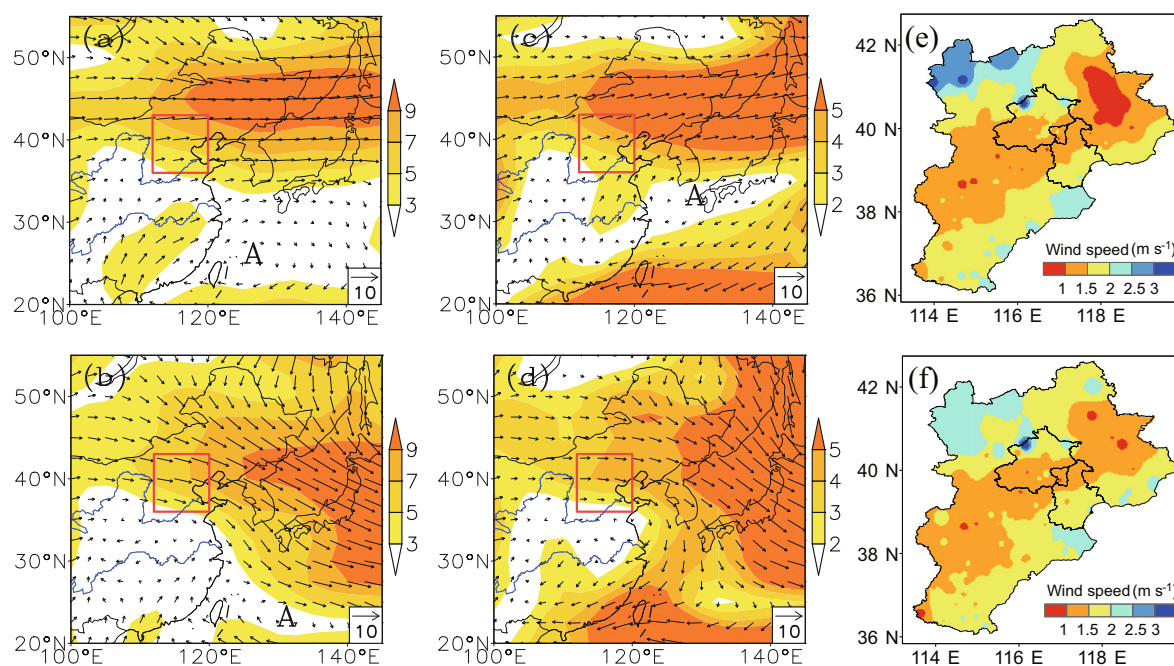 (a)
50°N
40°N
30°N
20°N
100°E
120°E
140°E
A
10
9
7
5
3
(c)
50°N
40°N
30°N
20°N
100°E
120°E
140°E
A
10
5
4
3
2
(e)
42 N
40 N
38 N
36 N
114 E
116 E
118 E
Wind speed (m s⁻¹)
1 1.5 2 2.5 3
(b)
50°N
40°N
30°N
20°N
100°E
120°E
140°E
A
10
9
7
5
3
(d)
50°N
40°N
30°N
20°N
100°E
120°E
140°E
10
5
4
3
2
(f)
42 N
40 N
38 N
36 N
114 E
116 E
118 E
Wind speed (m s⁻¹)
1 1.5 2 2.5 3